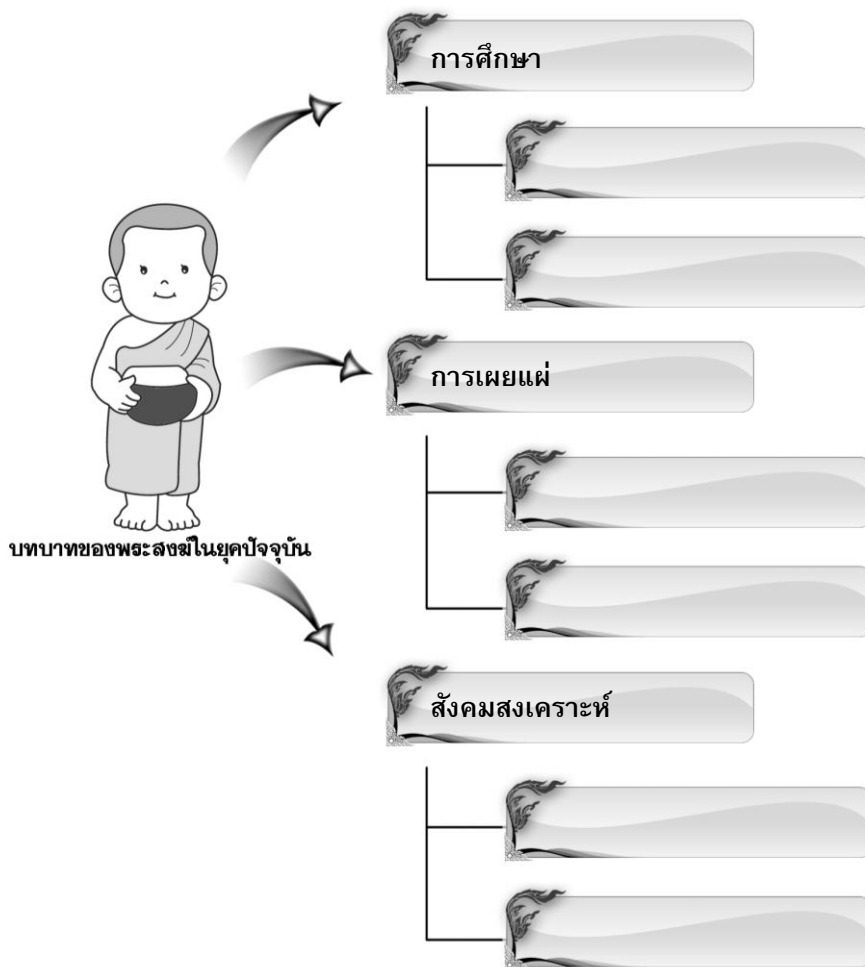 การศึกษา
การเผยแผ่
บทบาทของพระสงฆ์ในยุคปัจจุบัน
สังคมสงเคราะห์